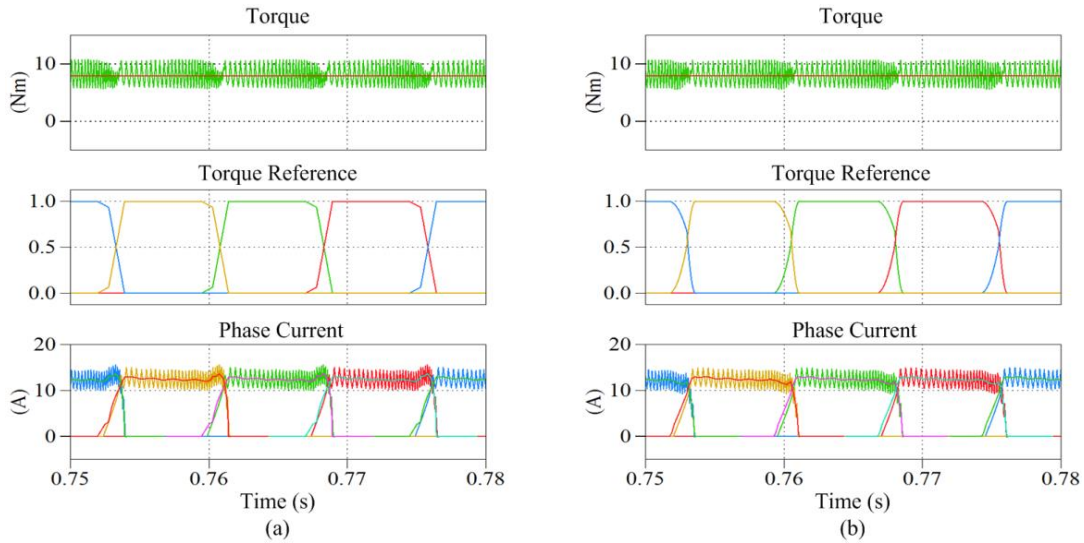 Torque
10
0
(Nm)
Torque Reference
1.0
0.5
0.0
Phase Current
20
10
0
(A)
0.75 0.76 0.77 0.78
Time (s)
(a)
Torque
10
0
(Nm)
Torque Reference
1.0
0.5
0.0
Phase Current
20
10
0
(A)
0.75 0.76 0.77 0.78
Time (s)
(b)